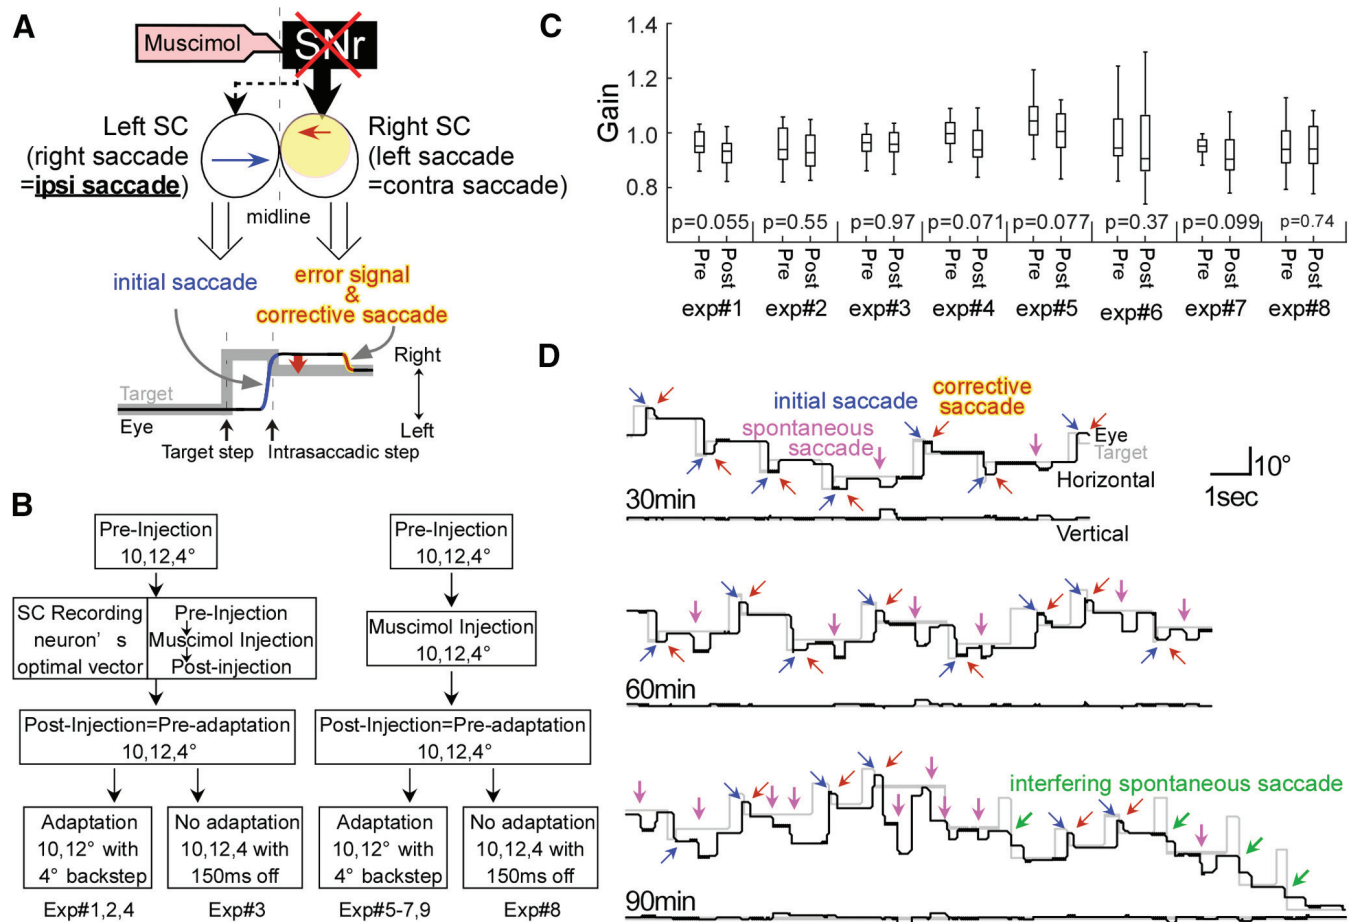 A
Muscimol
SNr
Left SC
(right saccade
=ipsi saccade)
Right SC
(left saccade
=contra saccade)
midline
initial saccade
error signal
&
corrective saccade
Right
Left
Target
Eye
Target step
Intrasaccadic step
B
Pre-Injection
10,12,4°
SC Recording
neuron's
optimal vector
Pre-Injection
Muscimol Injection
Post-injection
Post-Injection=Pre-adaptation
10,12,4°
Adaptation
10,12° with
4° backstep
Exp#1,2,4
No adaptation
10,12,4 with
150ms off
Exp#3
Pre-Injection
10,12,4°
Muscimol Injection
10,12,4°
Post-Injection=Pre-adaptation
10,12,4°
Adaptation
10,12° with
4° backstep
Exp#5-7,9
No adaptation
10,12,4 with
150ms off
Exp#8
C
Gain
1.4
1.2
1.0
0.8
p=0.055
p=0.55
p=0.97
p=0.071
p=0.077
p=0.37
p=0.099
p=0.74
Pre
Post
Pre
Post
Pre
Post
Pre
Post
Pre
Post
Pre
Post
Pre
Post
Pre
Post
exp#1
exp#2
exp#3
exp#4
exp#5
exp#6
exp#7
exp#8
D
initial saccade
corrective
saccade
spontaneous
saccade
Eye
Target
Horizontal
10°
1sec
30min
Vertical
60min
interfering spontaneous saccade
90min